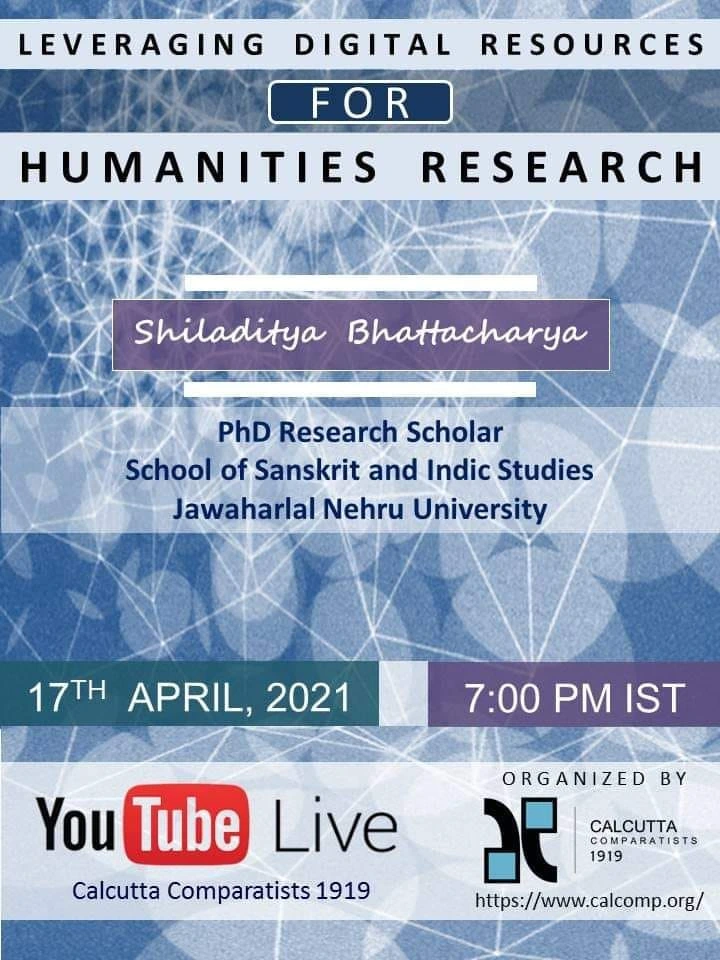 LEVERAGING DIGITAL RESOURCES
FOR
HUMANITIES RESEARCH
Shiladitya Bhattacharya
PhD Research Scholar
School of Sanskrit and Indic Studies
Jawaharlal Nehru University
17TH APRIL, 2021
7:00 PM IST
YouTube Live
Calcutta Comparatists 1919
ORGANIZED BY
CALCUTTA
COMPARATISTS
1919
https://www.calcomp.org/